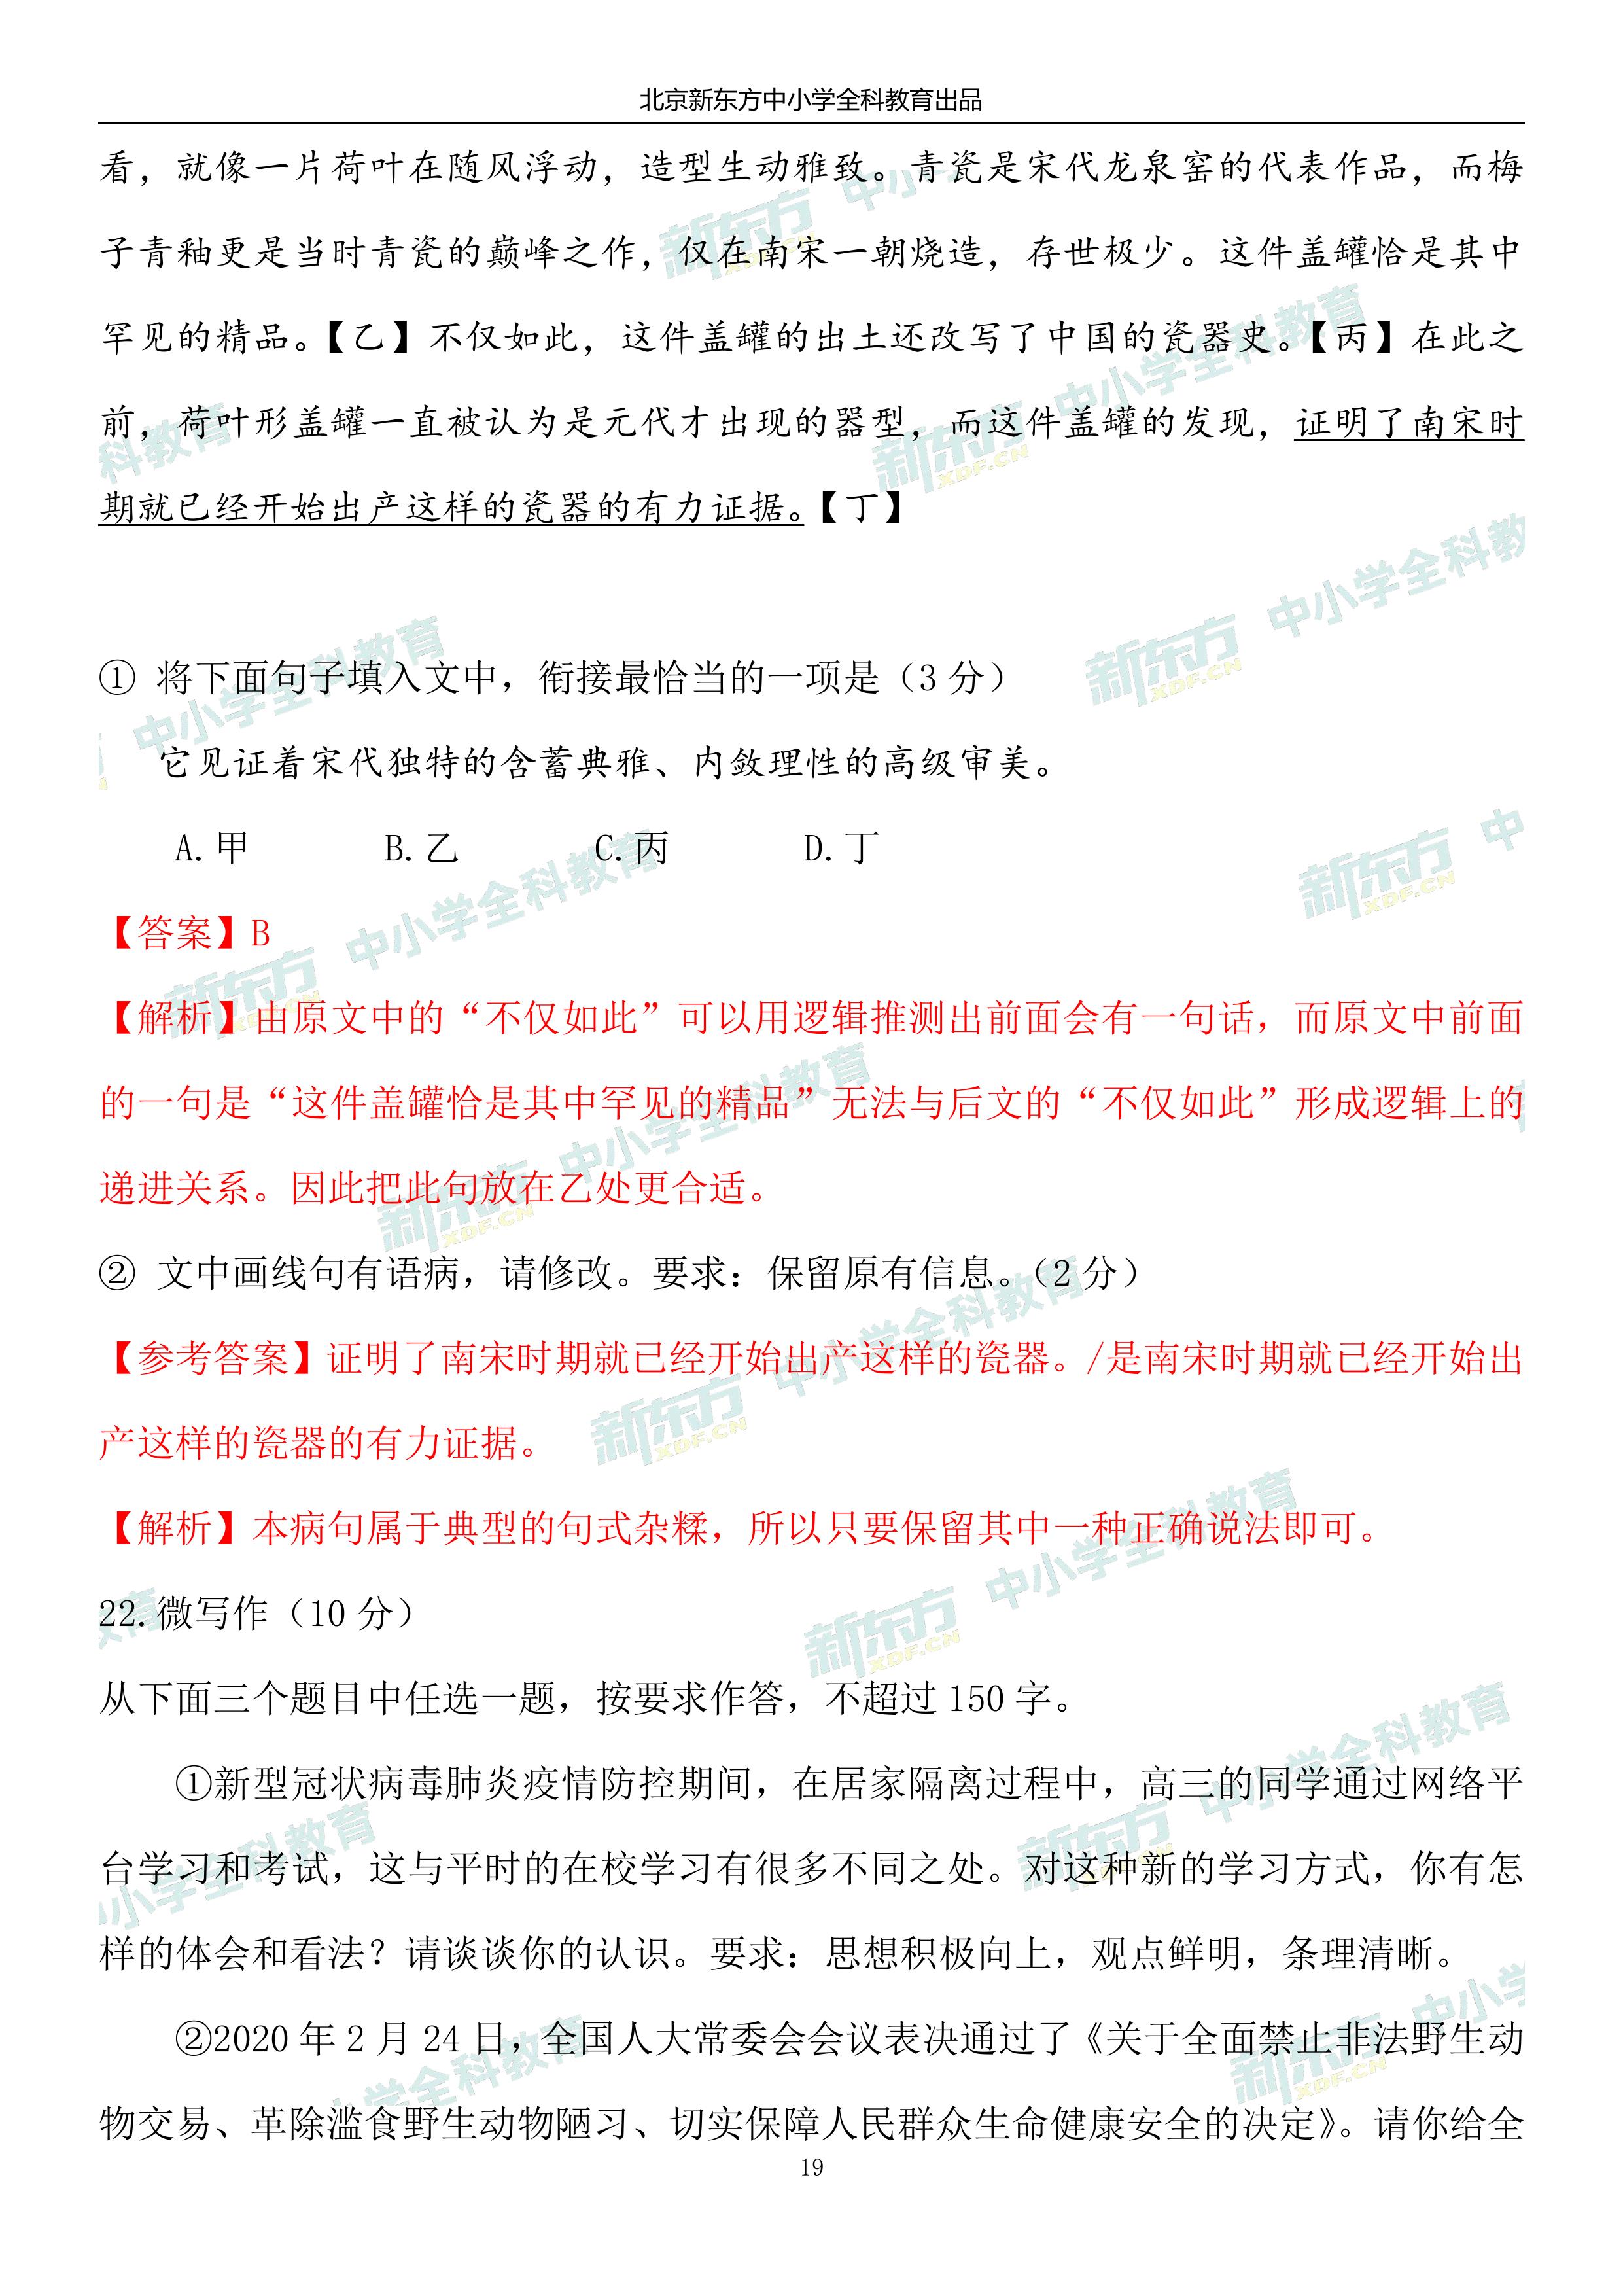 北京新东方中小学全科教育出品
看，就像一片荷叶在随风浮动，造型生动雅致。青瓷是宋代龙泉窑的代表作品，而梅
子青釉更是当时青瓷的巅峰之作，仅在南宋一朝烧造，存世极少。这件盖罐恰是其中
罕见的精品。【乙】不仅如此，这件盖罐的出土还改写了中国的瓷器史。【丙】在此之
前，荷叶形盖罐一直被认为是元代才出现的器型，而这件盖罐的发现，证明了南宋时
期就已经开始出产这样的瓷器的有力证据。【丁】
① 将下面句子填入文中，衔接最恰当的一项是（3 分）
它见证着宋代独特的含蓄典雅、内敛理性的高级审美。
A.甲 B.乙 C.丙 D.丁
【答案】B
【解析】由原文中的“不仅如此”可以用逻辑推测出前面会有一句话，而原文中前面
的一句是“这件盖罐恰是其中罕见的精品”无法与后文的“不仅如此”形成逻辑上的
递进关系。因此把此句放在乙处更合适。
② 文中画线句有语病，请修改。要求：保留原有信息。（2 分）
【参考答案】证明了南宋时期就已经开始出产这样的瓷器。/是南宋时期就已经开始出
产这样的瓷器的有力证据。
【解析】本病句属于典型的句式杂糅，所以只要保留其中一种正确说法即可。
22.微写作（10 分）
从下面三个题目中任选一题，按要求作答，不超过 150 字。
①新型冠状病毒肺炎疫情防控期间，在居家隔离过程中，高三的同学通过网络平
台学习和考试，这与平时的在校学习有很多不同之处。对这种新的学习方式，你有怎
样的体会和看法？请谈谈你的认识。要求：思想积极向上，观点鲜明，条理清晰。
②2020 年 2 月 24 日，全国人大常委会会议表决通过了《关于全面禁止非法野生动
物交易、革除滥食野生动物陋习、切实保障人民群众生命健康安全的决定》。请你给全
19